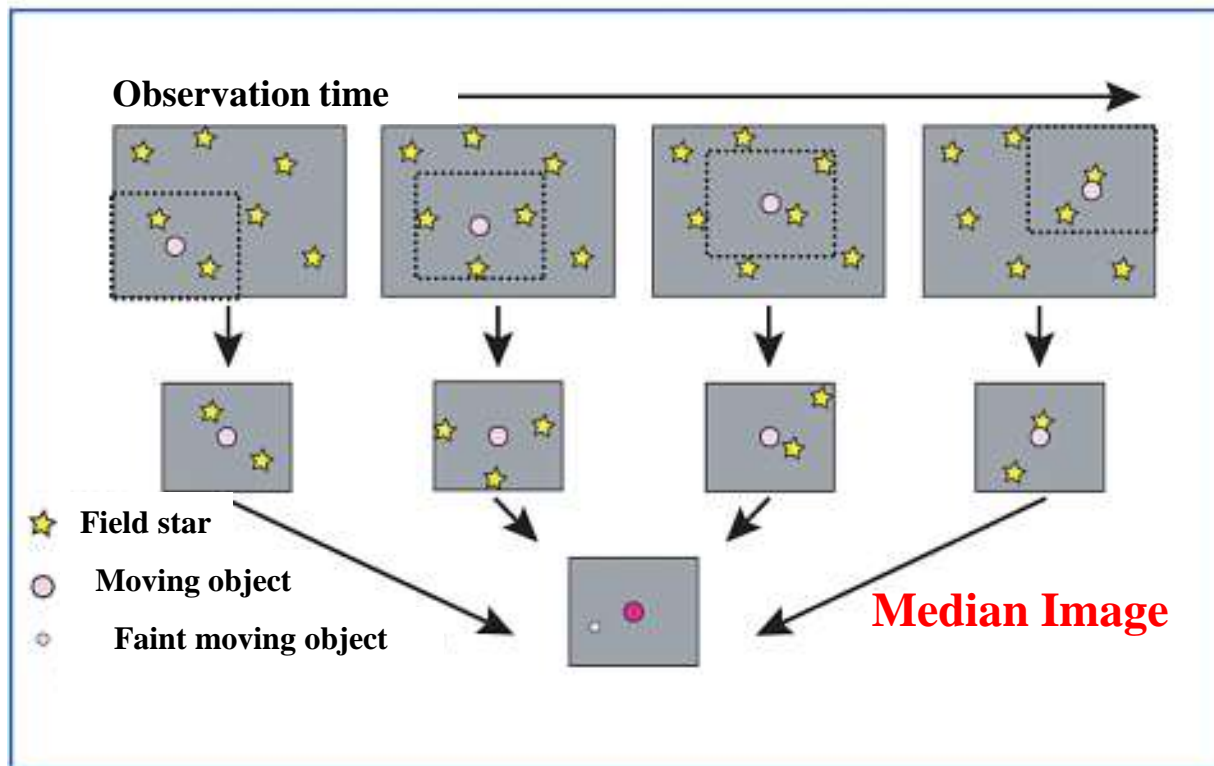 Observation time
Field star
Moving object
Faint moving object
Median Image